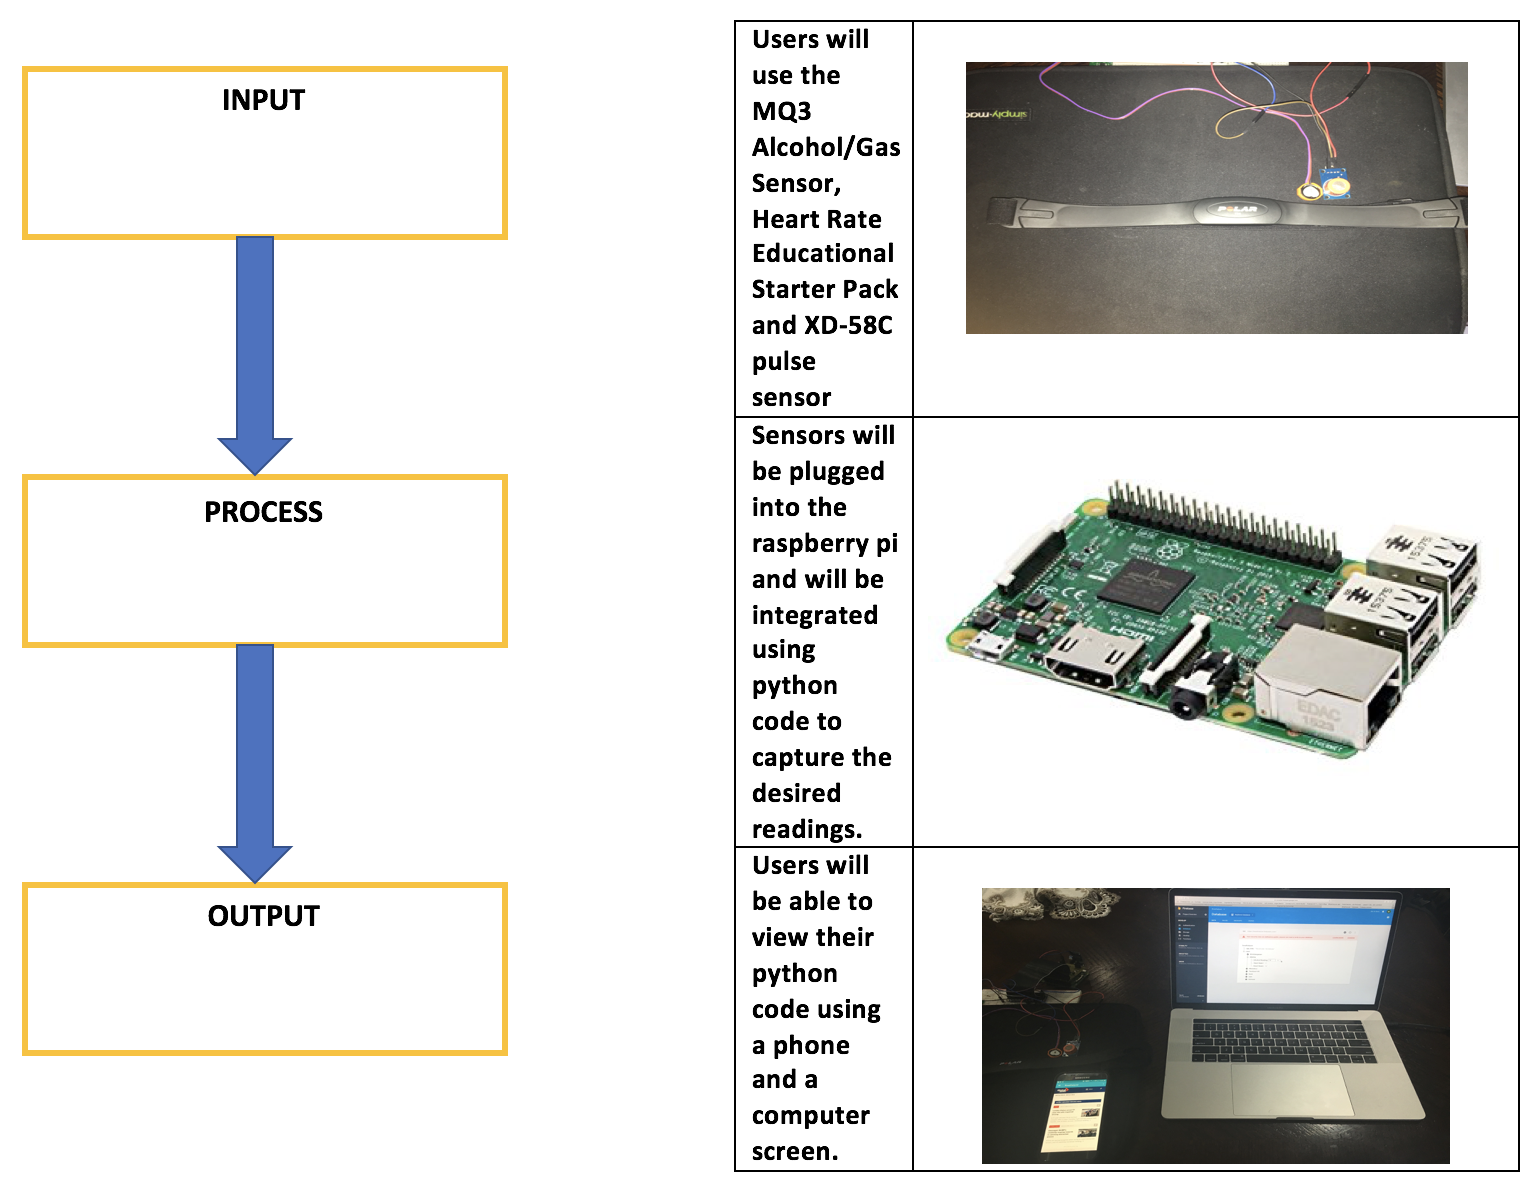 INPUT
PROCESS
OUTPUT
Users will
use the
MQ3
Alcohol/Gas
Sensor,
Heart Rate
Educational
Starter Pack
and XD-58C
pulse
sensor
simply-mac
POLAR
Sensors will
be plugged
into the
raspberry pi
and will be
integrated
using
python
code to
capture the
desired
readings.
15375
15375
HDMI
EDAC
1523
ETHERNET
Users will
be able to
view their
python
code using
a phone
and a
computer
screen.